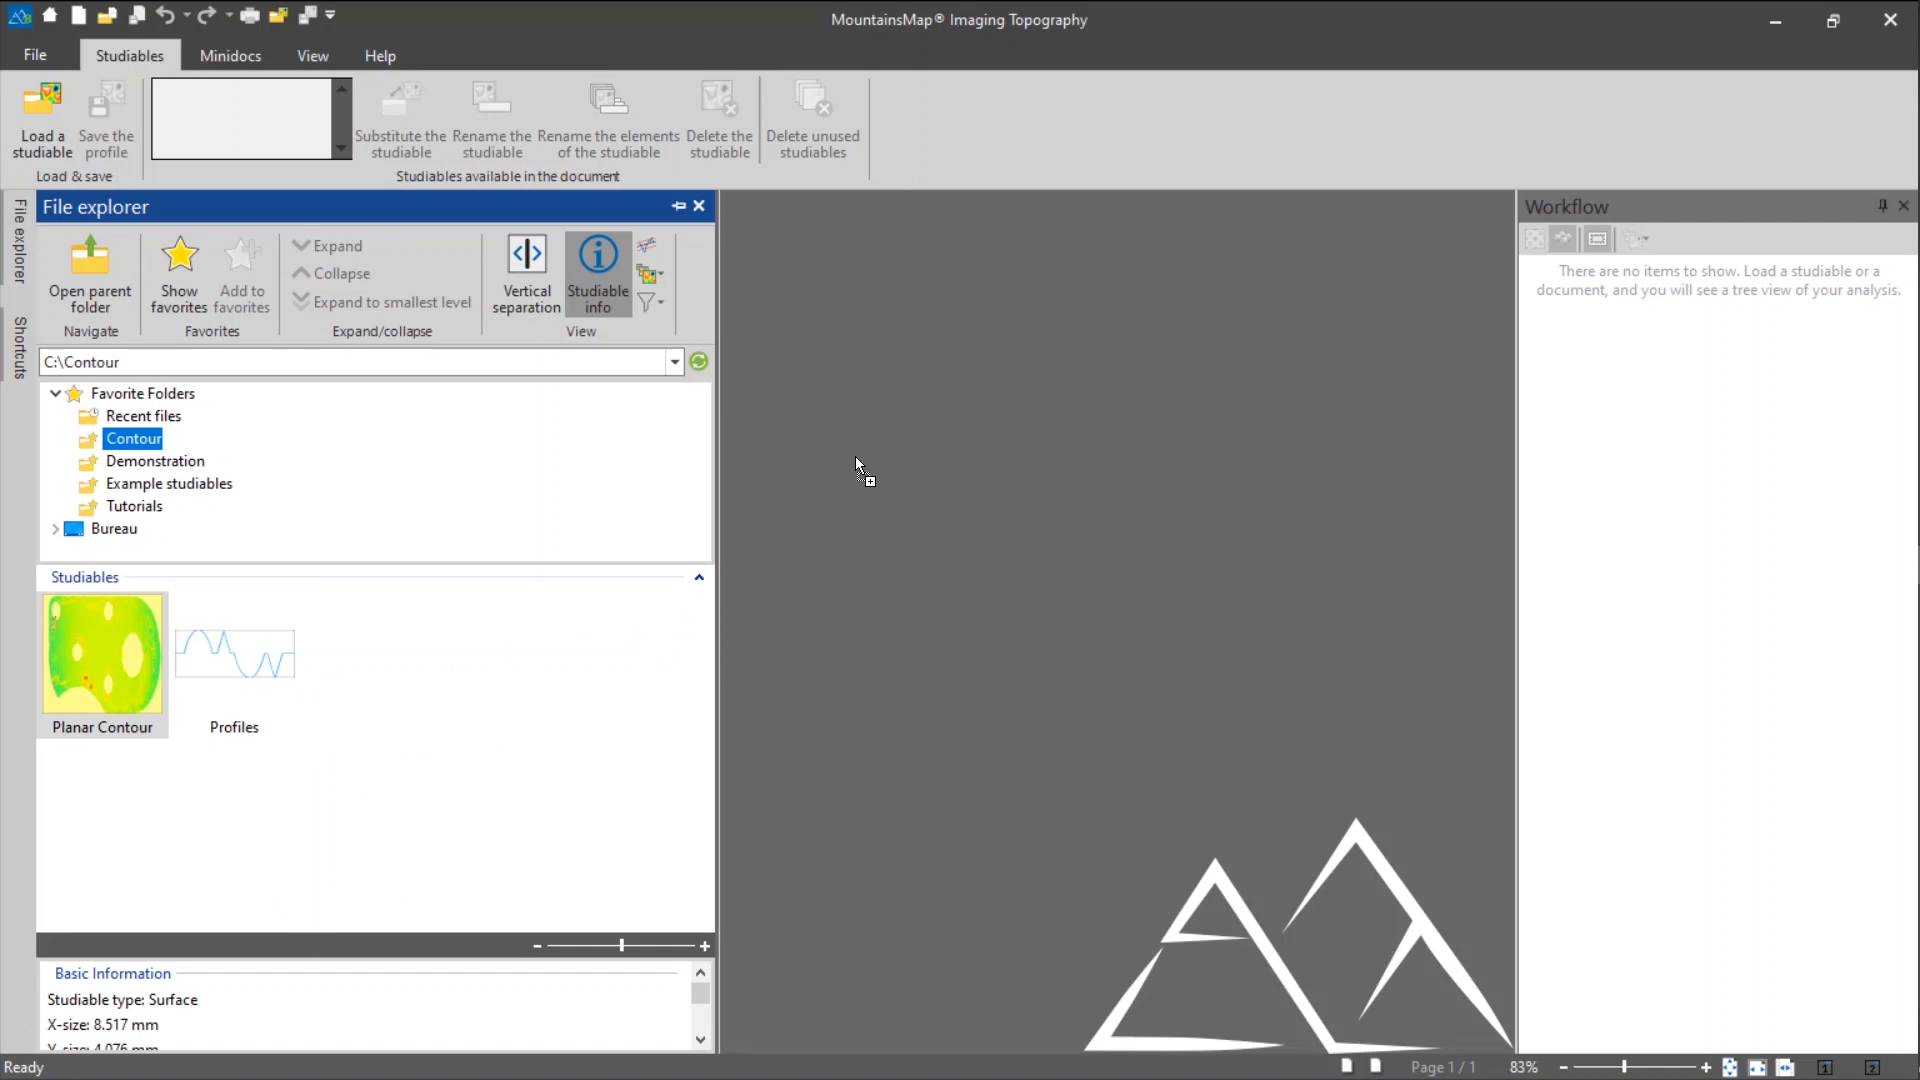 MountainsMap® Imaging Topography
File
Studiables
Minidocs
View
Help
Load a
studiable
Save the
profile
Load & save
Substitute the
studiable
Rename the
studiable
Rename the elements
of the studiable
Delete the
studiable
Delete unused
studiables
Studiables available in the document
File explorer
Shortcuts
File explorer
Open parent
folder
Navigate
Show
favorites
Add to
favorites
Favorites
Expand
Collapse
Expand to smallest level
Expand/collapse
Vertical
separation
Studiable
info
View
C:\Contour
Favorite Folders
Recent files
Contour
Demonstration
Example studiables
Tutorials
Bureau
Studiables
Planar Contour
Profiles
Basic Information
Studiable type: Surface
X-size: 8.517 mm
Y-size: 4.076 mm
Workflow
There are no items to show. Load a studiable or a
document, and you will see a tree view of your analysis.
Ready
Page 1 / 1
83%
1
2